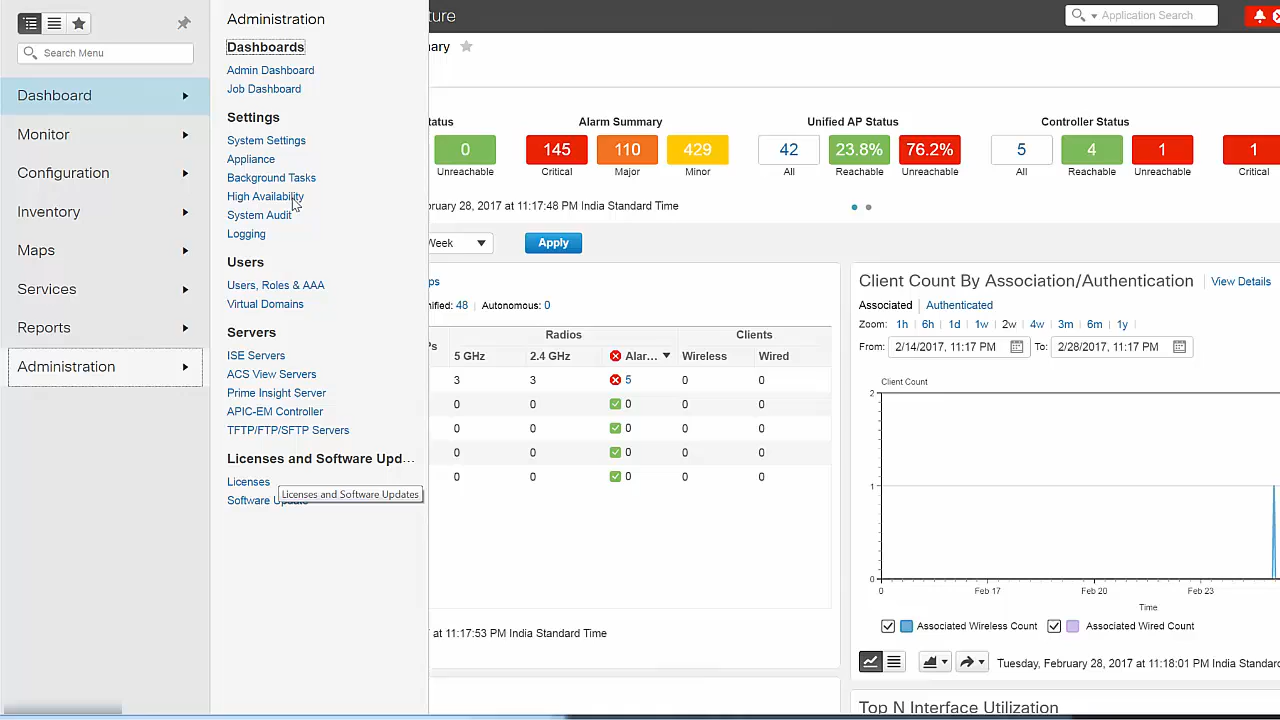 Search Menu
Dashboard
Monitor
Configuration
Inventory
Maps
Services
Reports
Administration
Administration
Dashboards
Admin Dashboard
Job Dashboard
Settings
System Settings
Appliance
Background Tasks
High Availability
System Audit
Logging
Users
Users, Roles & AAA
Virtual Domains
Servers
ISE Servers
ACS View Servers
Prime Insight Server
APIC-EM Controller
TFTP/FTP/SFTP Servers
Licenses and Software Upd...
Licenses
Licenses and Software Updates
Software Update
ture
Application Search
ary
tatus
Alarm Summary
Unified AP Status
Controller Status
0
145
110
429
42
23.8%
76.2%
5
4
1
1
Unreachable
Critical
Major
Minor
All
Reachable
Unreachable
All
Reachable
Unreachable
Critical
ruary 28, 2017 at 11:17:48 PM India Standard Time
Week
Apply
ps
nified: 48 | Autonomous: 0
Radios
Clients
Ps
5 GHz
2.4 GHz
Alar...
Wireless
Wired
3 3 5 0 0
0 0 0 0 0
0 0 0 0 0
0 0 0 0 0
0 0 0 0 0
at 11:17:53 PM India Standard Time
Client Count By Association/Authentication
View Details
Associated | Authenticated
Zoom: 1h | 6h | 1d | 1w | 2w | 4w | 3m | 6m | 1y |
From: 2/14/2017, 11:17 PM To: 2/28/2017, 11:17 PM
Client Count
2
1
0
0
Feb 17
Feb 20
Feb 23
Time
Associated Wireless Count
Associated Wired Count
Tuesday, February 28, 2017 at 11:18:01 PM India Standard
Top N Interface Utilization